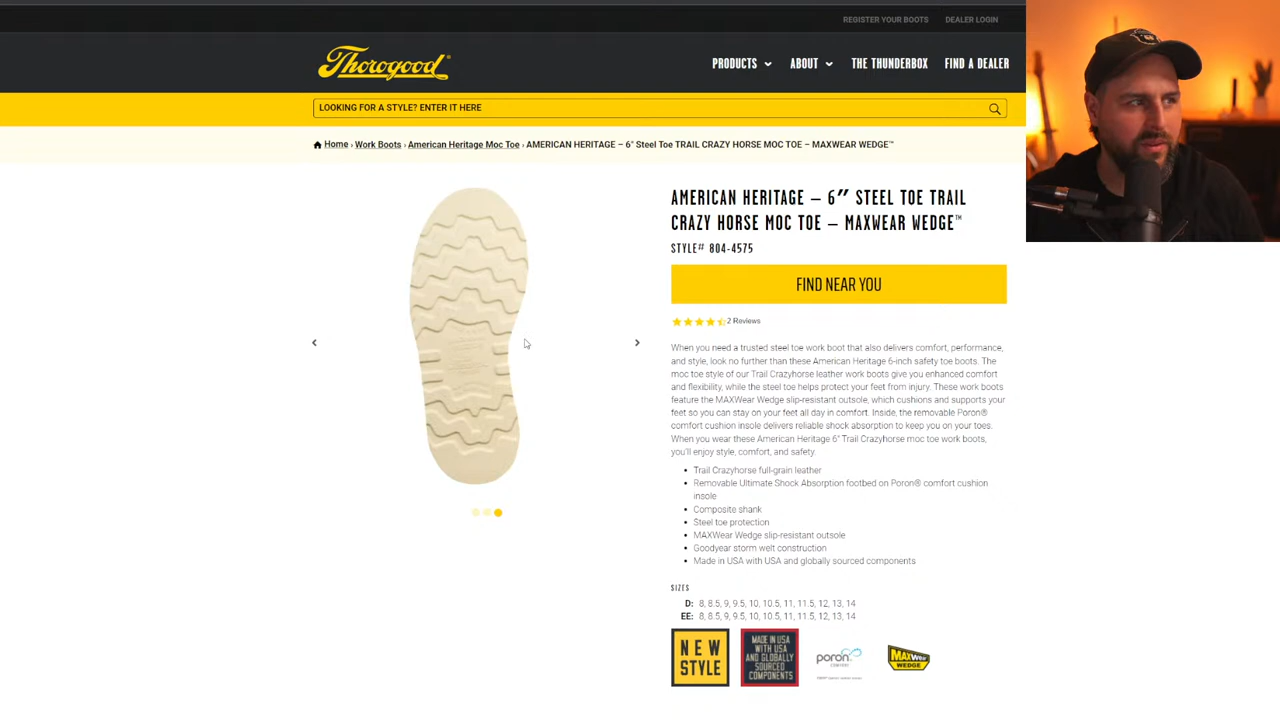 REGISTER YOUR BOOTS DEALER LOGIN
Thorogood®
PRODUCTS ABOUT THE THUNDERBOX FIND A DEALER
LOOKING FOR A STYLE? ENTER IT HERE
Home › Work Boots › American Heritage Moc Toe › AMERICAN HERITAGE – 6″ Steel Toe TRAIL CRAZY HORSE MOC TOE – MAXWEAR WEDGE™
AMERICAN HERITAGE – 6″ STEEL TOE TRAIL
CRAZY HORSE MOC TOE – MAXWEAR WEDGE™
STYLE# 804-4575
FIND NEAR YOU
2 Reviews
When you need a trusted steel toe work boot that also delivers comfort, performance,
and style, look no further than these American Heritage 6-inch safety toe boots. The
moc toe style of our Trail Crazyhorse leather work boots give you enhanced comfort
and flexibility, while the steel toe helps protect your feet from injury. These work boots
feature the MAXWear Wedge slip-resistant outsole, which cushions and supports your
feet so you can stay on your feet all day in comfort. Inside, the removable Poron®
comfort cushion insole delivers reliable shock absorption to keep you on your toes.
When you wear these American Heritage 6" Trail Crazyhorse moc toe work boots,
you'll enjoy style, comfort, and safety.
• Trail Crazyhorse full-grain leather
• Removable Ultimate Shock Absorption footbed on Poron® comfort cushion
insole
• Composite shank
• Steel toe protection
• MAXWear Wedge slip-resistant outsole
• Goodyear storm welt construction
• Made in USA with USA and globally sourced components
SIZES
D: 8, 8.5, 9, 9.5, 10, 10.5, 11, 11.5, 12, 13, 14
EE: 8, 8.5, 9, 9.5, 10, 10.5, 11, 11.5, 12, 13, 14
NEW
STYLE
MADE IN USA
WITH USA
AND GLOBALLY
SOURCED
COMPONENTS
poron
MAXWear
WEDGE